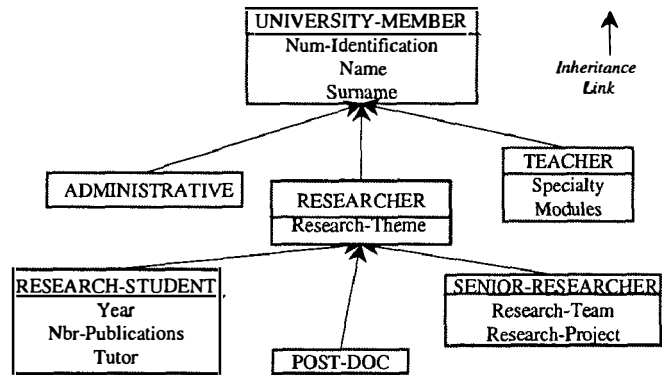 UNIVERSITY-MEMBER
Num-Identification
Name
Surname
Inheritance
Link
ADMINISTRATIVE
RESEARCHER
Research-Theme
TEACHER
Specialty
Modules
RESEARCH-STUDENT
Year
Nbr-Publications
Tutor
POST-DOC
SENIOR-RESEARCHER
Research-Team
Research-Project